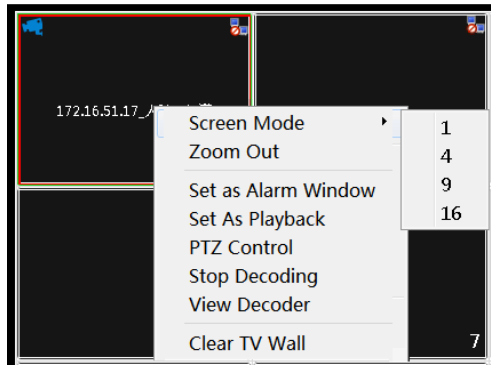 172.16.51.17_
Screen Mode
Zoom Out
Set as Alarm Window
Set As Playback
PTZ Control
Stop Decoding
View Decoder
Clear TV Wall
1
4
9
16
7